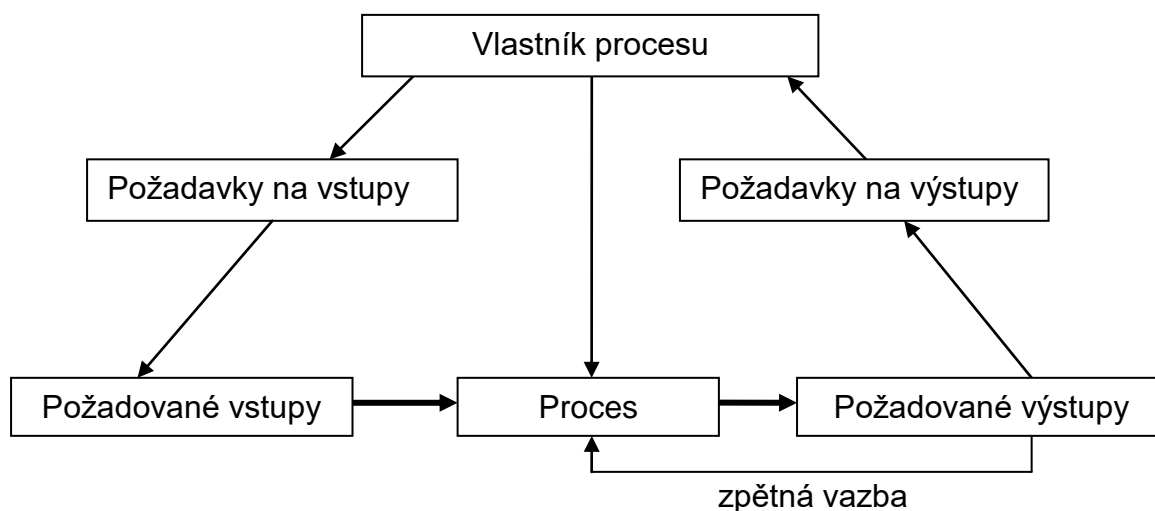 Vlastník procesu
Požadavky na vstupy
Požadavky na výstupy
Požadované vstupy
Proces
Požadované výstupy
zpětná vazba